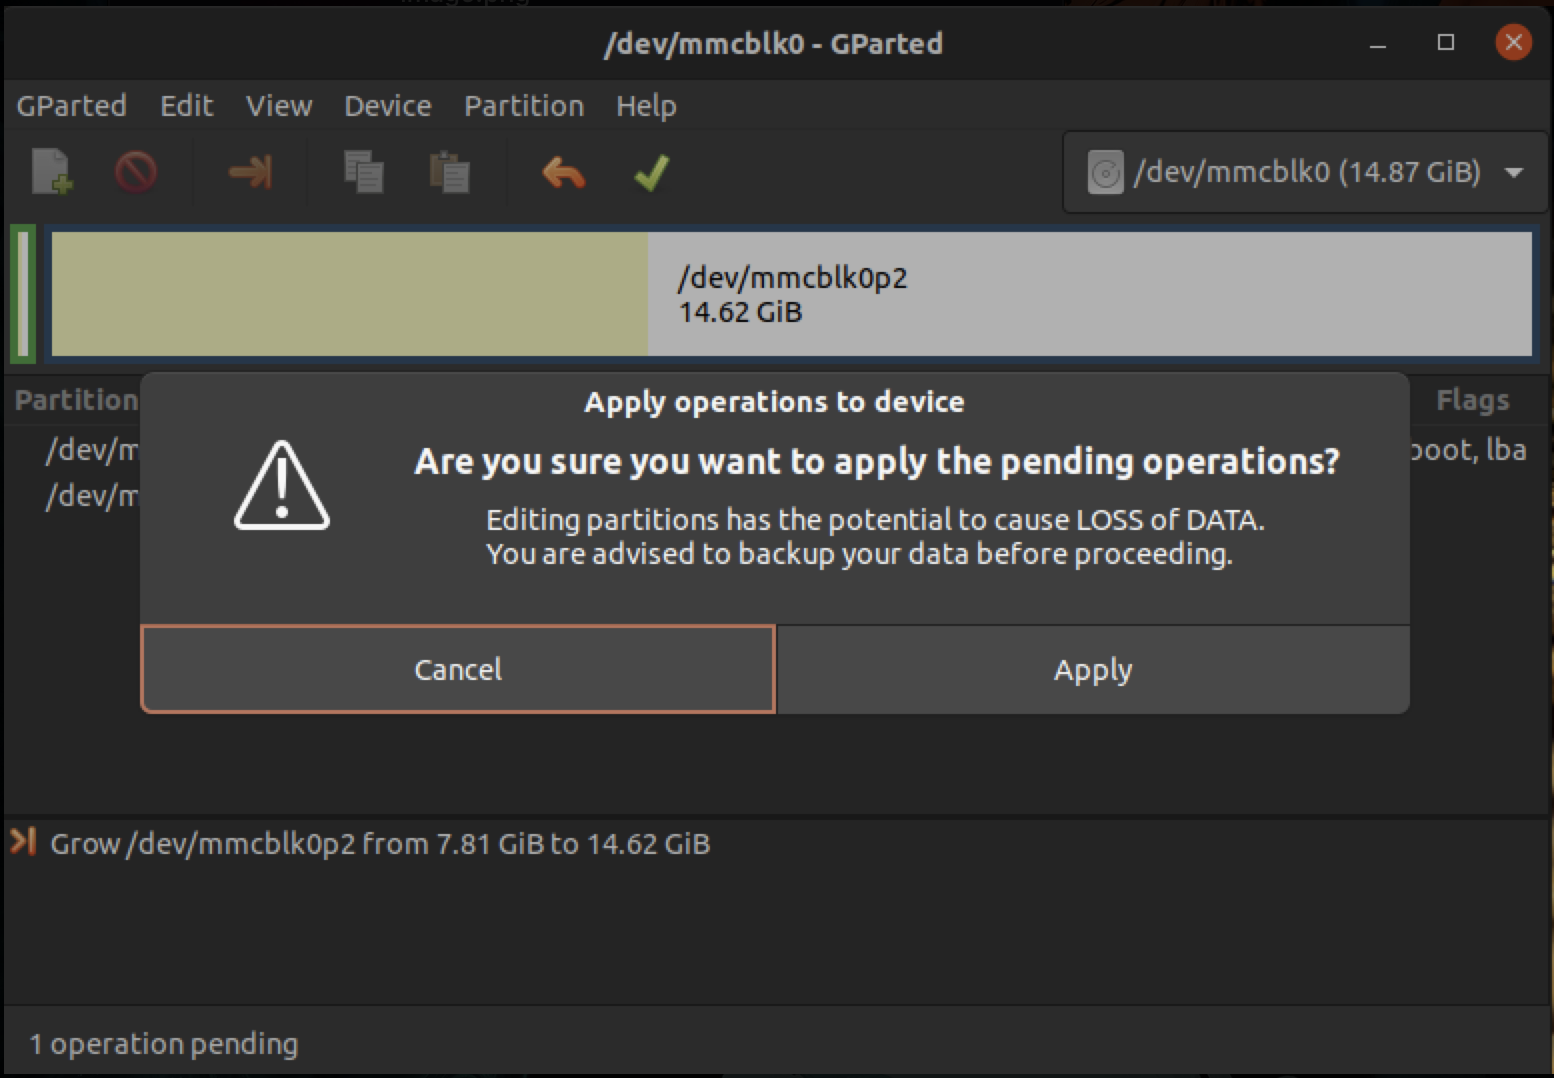 /dev/mmcblk0 - GParted
GParted Edit View Device Partition Help
/dev/mmcblk0 (14.87 GiB)
/dev/mmcblk0p2
14.62 GiB
Partition
Flags
/dev/m
boot, lba
/dev/m
Apply operations to device
Are you sure you want to apply the pending operations?
Editing partitions has the potential to cause LOSS of DATA.
You are advised to backup your data before proceeding.
Cancel
Apply
Grow /dev/mmcblk0p2 from 7.81 GiB to 14.62 GiB
1 operation pending